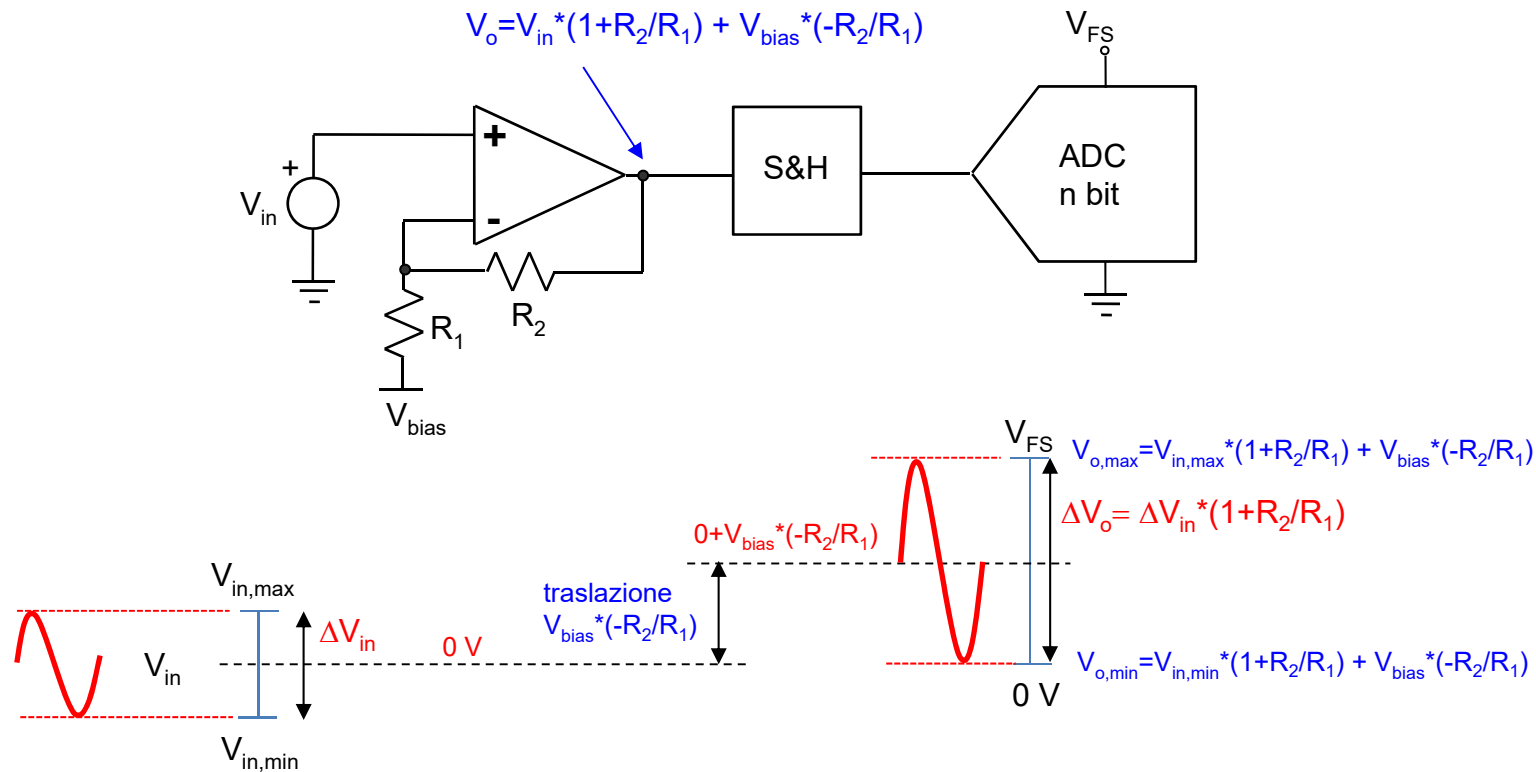 Vo=Vin*(1+R2/R1) + Vbias*(-R2/R1)
VFS
+
-
+
Vin
S&H
ADC
n bit
R1
R2
Vbias
VFS
Vo,max=Vin,max*(1+R2/R1) + Vbias*(-R2/R1)
ΔVo= ΔVin*(1+R2/R1)
0+Vbias*(-R2/R1)
traslazione
Vbias*(-R2/R1)
Vin,max
ΔVin
0 V
Vin
Vo,min=Vin,min*(1+R2/R1) + Vbias*(-R2/R1)
0 V
Vin,min